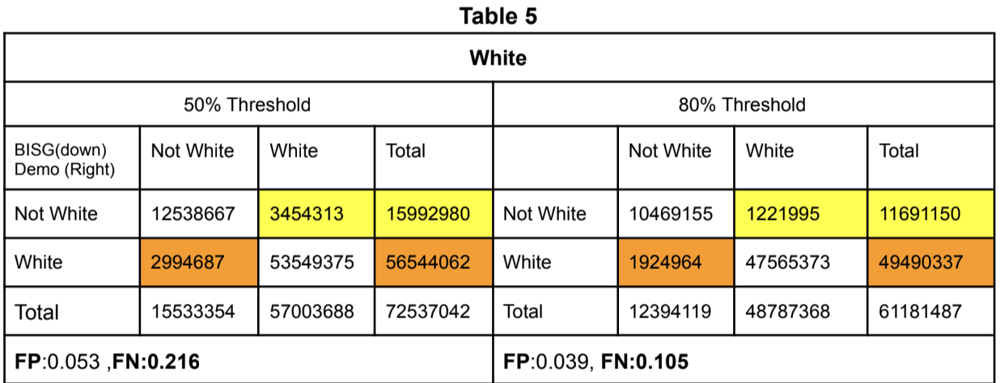 Table 5
White
50% Threshold 80% Threshold
BISG(down) Not White White Total Not White White Total
Demo (Right)
Not White 12538667 3454313 15992980 Not White 10469155 1221995 11691150
White 2994687 53549375 56544062 White 1924964 47565373 49490337
Total 15533354 57003688 72537042 Total 12394119 48787368 61181487
FP:0.053 ,FN:0.216 FP:0.039, FN:0.105